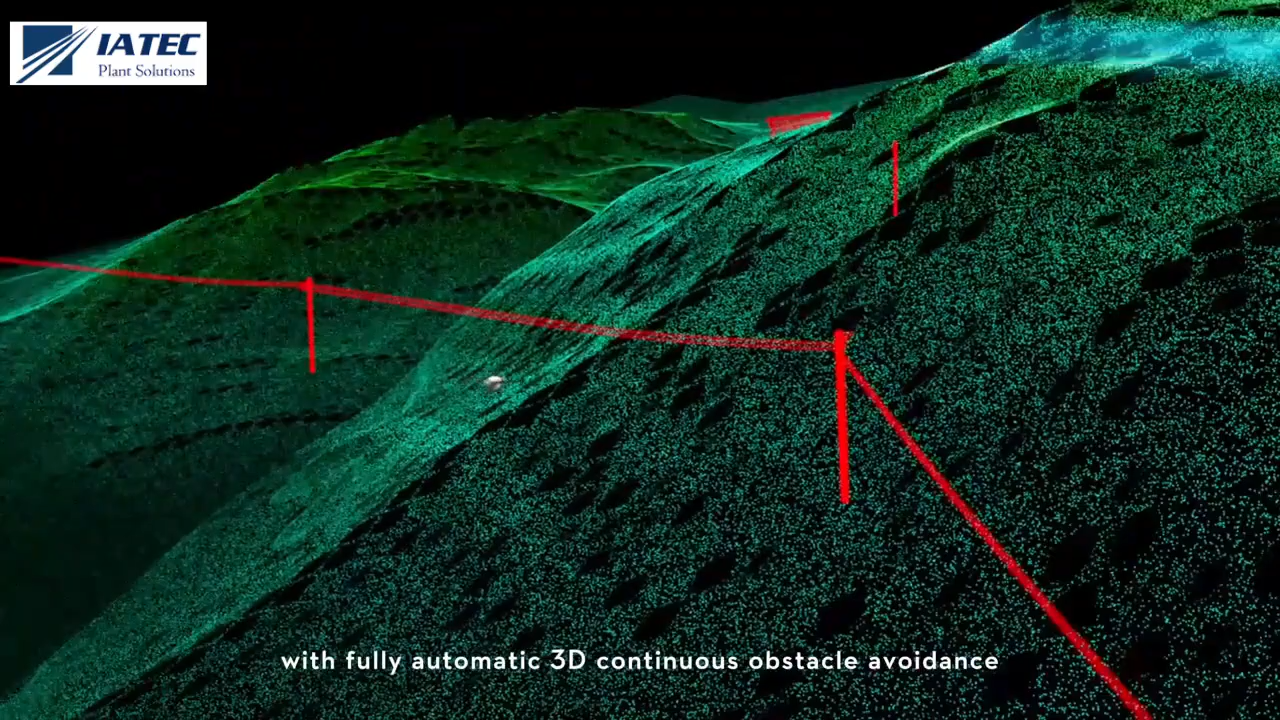 IATEC
Plant Solutions
with fully automatic 3D continuous obstacle avoidance